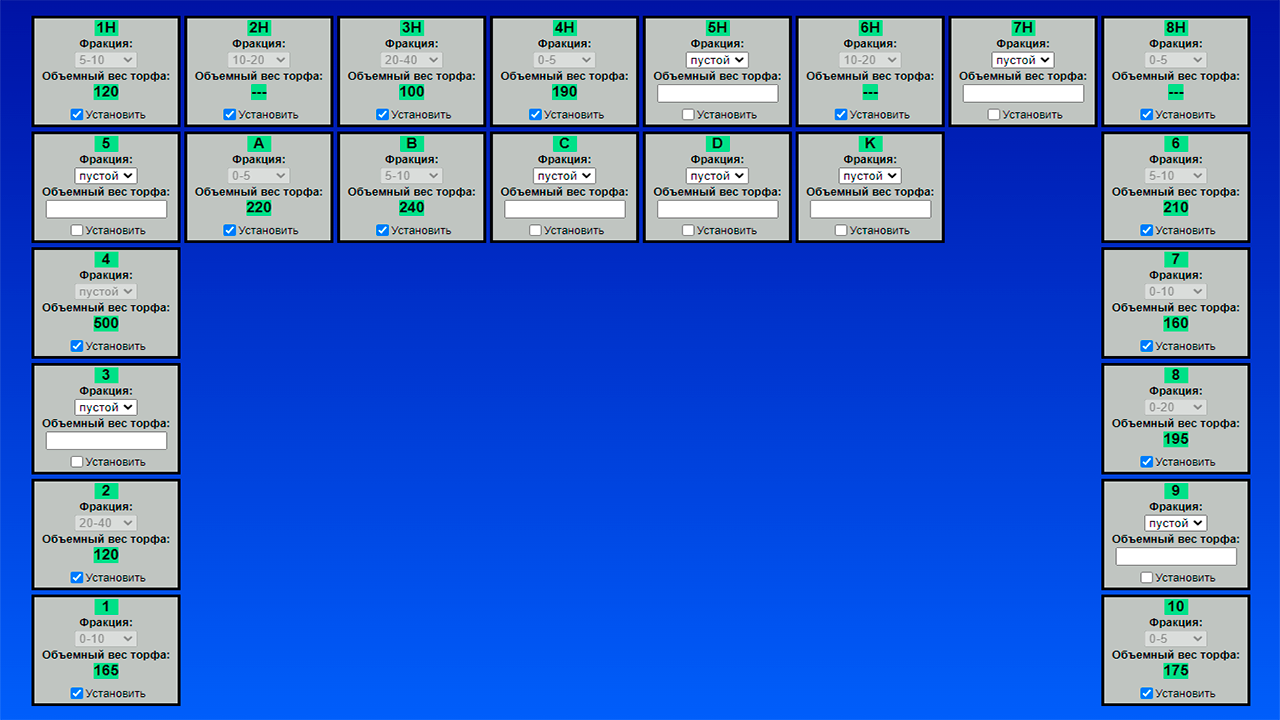 1Н
Фракция:
5-10
Объемный вес торфа:
120
Установить
2Н
Фракция:
10-20
Объемный вес торфа:
---
Установить
3Н
Фракция:
20-40
Объемный вес торфа:
100
Установить
4Н
Фракция:
0-5
Объемный вес торфа:
190
Установить
5Н
Фракция:
пустой
Объемный вес торфа:
Установить
6Н
Фракция:
10-20
Объемный вес торфа:
---
Установить
7Н
Фракция:
пустой
Объемный вес торфа:
Установить
8Н
Фракция:
0-5
Объемный вес торфа:
---
Установить
5
Фракция:
пустой
Объемный вес торфа:
Установить
A
Фракция:
0-5
Объемный вес торфа:
220
Установить
B
Фракция:
5-10
Объемный вес торфа:
240
Установить
C
Фракция:
пустой
Объемный вес торфа:
Установить
D
Фракция:
пустой
Объемный вес торфа:
Установить
K
Фракция:
пустой
Объемный вес торфа:
Установить
6
Фракция:
5-10
Объемный вес торфа:
210
Установить
4
Фракция:
пустой
Объемный вес торфа:
500
Установить
7
Фракция:
0-10
Объемный вес торфа:
160
Установить
3
Фракция:
пустой
Объемный вес торфа:
Установить
8
Фракция:
0-20
Объемный вес торфа:
195
Установить
2
Фракция:
20-40
Объемный вес торфа:
120
Установить
9
Фракция:
пустой
Объемный вес торфа:
Установить
1
Фракция:
0-10
Объемный вес торфа:
165
Установить
10
Фракция:
0-5
Объемный вес торфа:
175
Установить